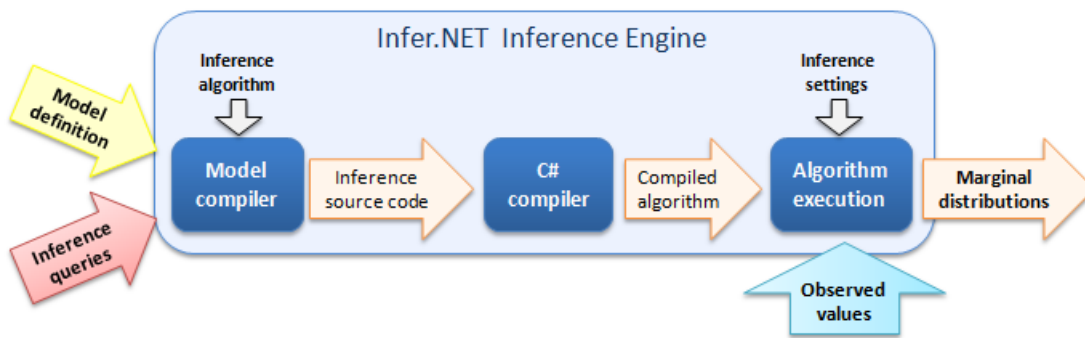 Infer.NET Inference Engine
Inference
algorithm
Inference
settings
Model
definition
Inference
queries
Model
compiler
Inference
source code
C#
compiler
Compiled
algorithm
Algorithm
execution
Marginal
distributions
Observed
values